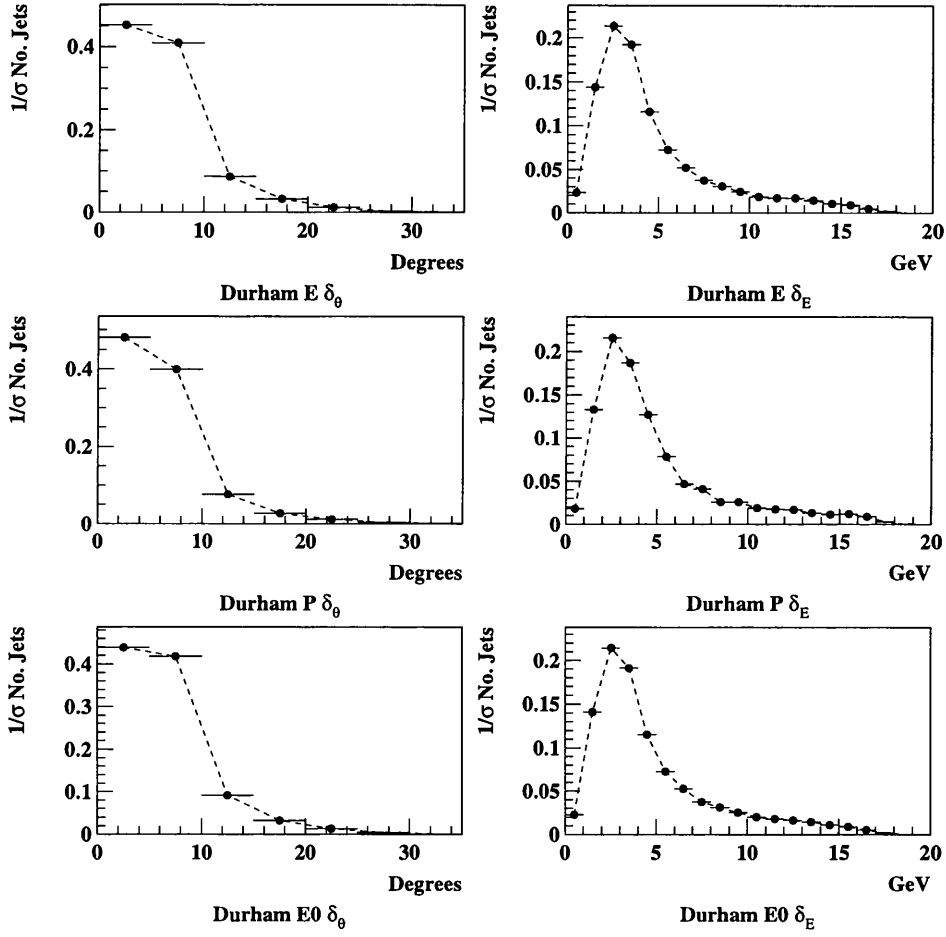 1/σ No. Jets
0.4
0.2
0
0 10 20 30
Degrees
Durham E δθ
1/σ No. Jets
0.2
0.15
0.1
0.05
0
0 5 10 15 20
GeV
Durham E δE
1/σ No. Jets
0.4
0.2
0
0 10 20 30
Degrees
Durham P δθ
1/σ No. Jets
0.2
0.15
0.1
0.05
0
0 5 10 15 20
GeV
Durham P δE
1/σ No. Jets
0.4
0.3
0.2
0.1
0
0 10 20 30
Degrees
Durham E0 δθ
1/σ No. Jets
0.2
0.15
0.1
0.05
0
0 5 10 15 20
GeV
Durham E0 δE